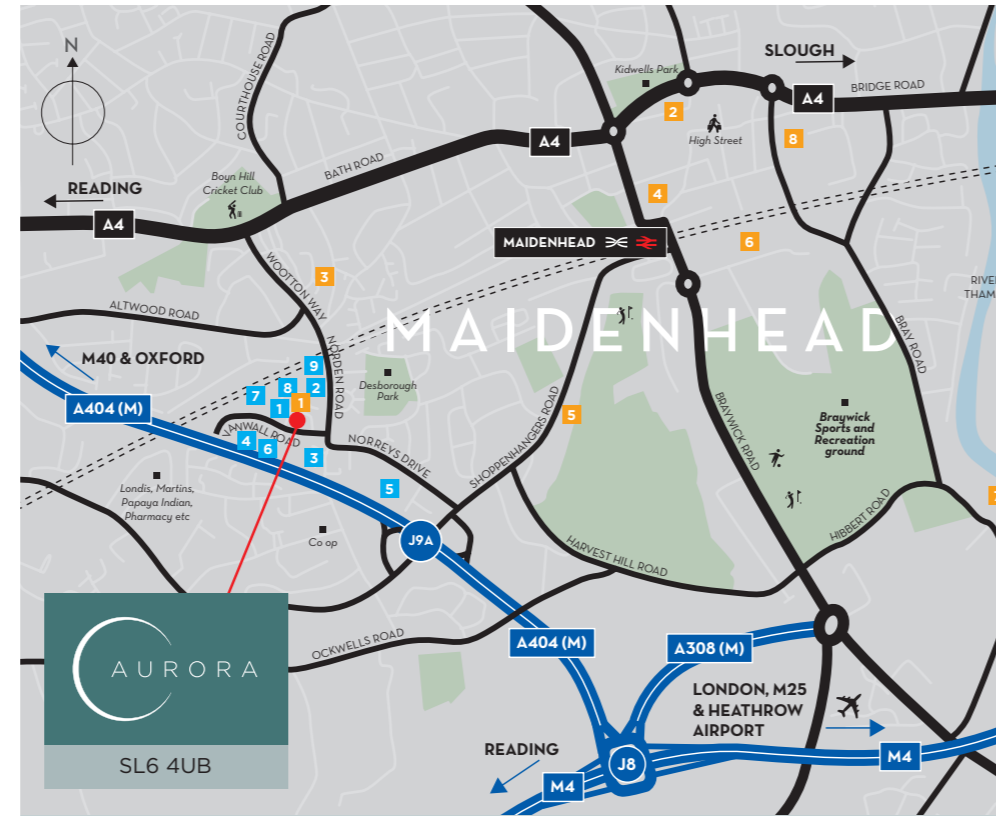 N
COURTHOUSE ROAD
Kidwells Park
SLOUGH
BRIDGE ROAD
A4
2
High Street
8
A4
BATH ROAD
Boyn Hill
Cricket Club
READING
A4
4
MAIDENHEAD
6
WOOTTON WAY
3
ALTWOOD ROAD
RIVE
THAM
MAIDENHEAD
M40 & OXFORD
NORDEN ROAD
BRAY ROAD
9
8
2
7
1
1
Desborough
Park
A404 (M)
VANWALL ROAD
4
6
3
NORREYS DRIVE
5
SHOPPENHANGERS ROAD
5
BRAYWICK RPAD
Braywick
Sports and
Recreation
ground
Londis, Martins,
Papaya Indian,
Pharmacy etc
Co op
J9A
HARVEST HILL ROAD
HIBBERT ROAD
AURORA
SL6 4UB
OCKWELLS ROAD
A404 (M)
A308 (M)
LONDON, M25
& HEATHROW
AIRPORT
READING
J8
M4
M4